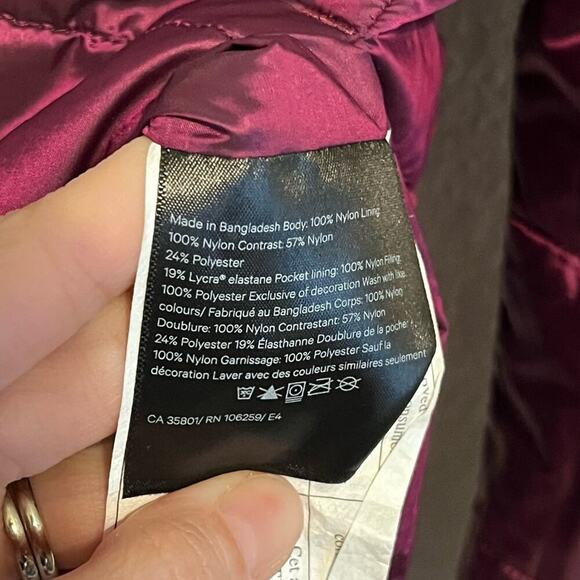 Made in Bangladesh Body: 100% Nylon Lining:
100% Nylon Contrast: 57% Nylon
24% Polyester
19% Lycra® elastane Pocket lining: 100% Nylon Filling:
100% Polyester Exclusive of decoration Wash with like
colours/ Fabriqué au Bangladesh Corps: 100% Nylon
Doublure: 100% Nylon Contrastant: 57% Nylon
24% Polyester 19% Élasthanne Doublure de la poche:
100% Nylon Garnissage: 100% Polyester Sauf la
décoration Laver avec des couleurs similaires seulement
CA 35801/ RN 106259/ E4